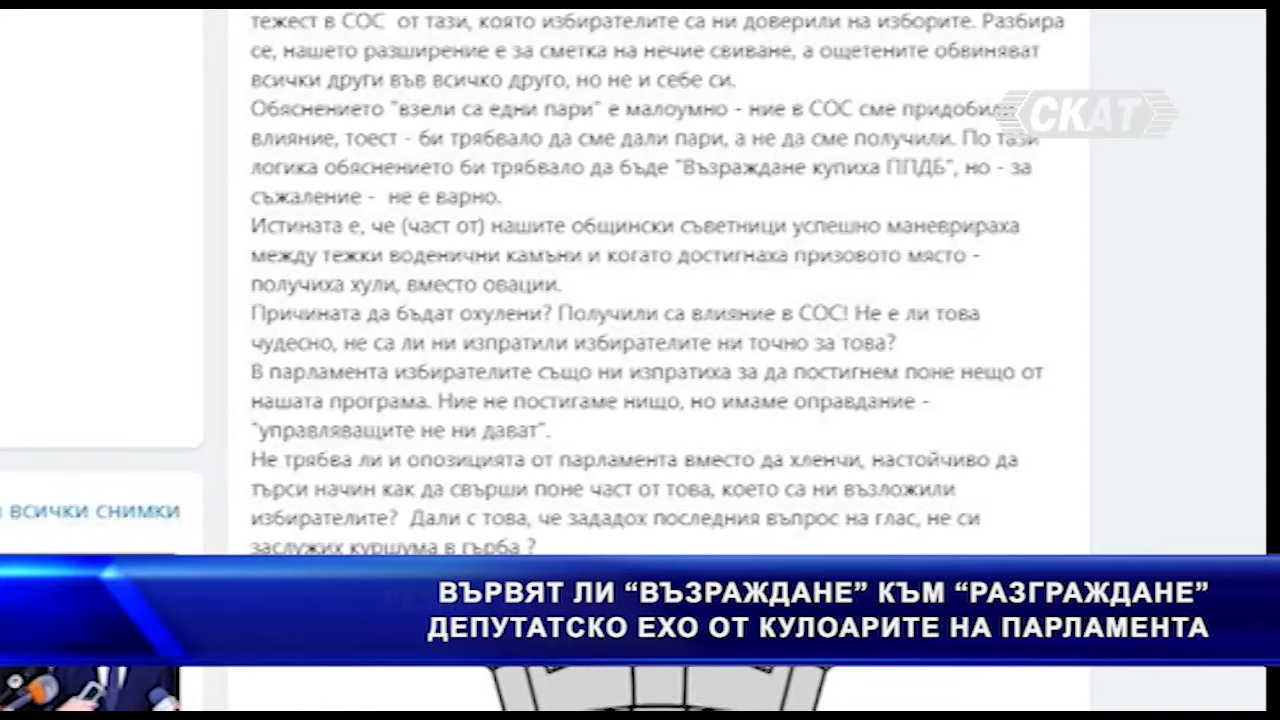 тежест в СОС от тази, която избирателите са ни доверили на изборите. Разбира
се, нашето разширение е за сметка на нечие свиване, а ощетените обвиняват
всички други във всичко друго, но не и себе си.
Обяснението "взели са едни пари" е малоумно - ние в СОС сме придобили
СКАТ
влияние, тоест - би трябвало да сме дали пари, а не да сме получили. По тази
логика обяснението би трябвало да бъде "Възраждане купиха ППДБ", но - за
съжаление - не е варно.
Истината е, че (част от) нашите общински съветници успешно маневрираха
между тежки воденични камъни и когато достигнаха призовото място -
получиха хули, вместо овации.
Причината да бъдат охулени? Получили са влияние в СОС! Не е ли това
чудесно, не са ли ни изпратили избирателите ни точно за това?
В парламента избирателите също ни изпратиха за да постигнем поне нещо от
нашата програма. Ние не постигаме нищо, но имаме оправдание -
"управляващите не ни дават".
Не трябва ли и опозицията от парламента вместо да хленчи, настойчиво да
търси начин как да свърши поне част от това, което са ни възложили
избирателите? Дали с това, че зададох последния въпрос на глас, не си
заслужих куршума в гърба ?
всички снимки
ВЪРВЯТ ЛИ “ВЪЗРАЖДАНЕ” КЪМ “РАЗГРАЖДАНЕ”
ДЕПУТАТСКО ЕХО ОТ КУЛОАРИТЕ НА ПАРЛАМЕНТА